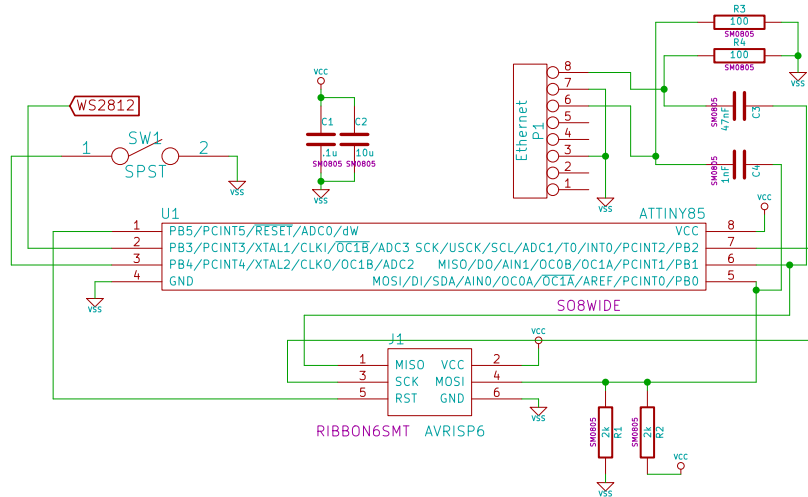 R3
100
SM0805
R4
100
SM0805
VSS
SM0805
47nF
C3
SM0805
1nF
C4
VCC
8
7
6
5
4
3
2
1
Ethernet
P1
VSS
VCC
C1
.1u
SM0805
C2
10u
SM0805
VSS
WS2812
SW1
1
2
SPST
VSS
U1
ATTINY85
1 PB5/PCINT5/RESET/ADC0/dW VCC 8
2 PB3/PCINT3/XTAL1/CLKI/OC1B/ADC3 SCK/USCK/SCL/ADC1/T0/INT0/PCINT2/PB2 7
3 PB4/PCINT4/XTAL2/CLKO/OC1B/ADC2 MISO/DO/AIN1/OC0B/OC1A/PCINT1/PB1 6
4 GND MOSI/DI/SDA/AIN0/OC0A/OC1A/AREF/PCINT0/PB0 5
SO8WIDE
VSS
J1
VCC
1 MISO VCC 2
3 SCK MOSI 4
5 RST GND 6
RIBBON6SMT AVRISP6
VSS
SM0805
2k
R1
SM0805
2k
R2
VCC
VSS